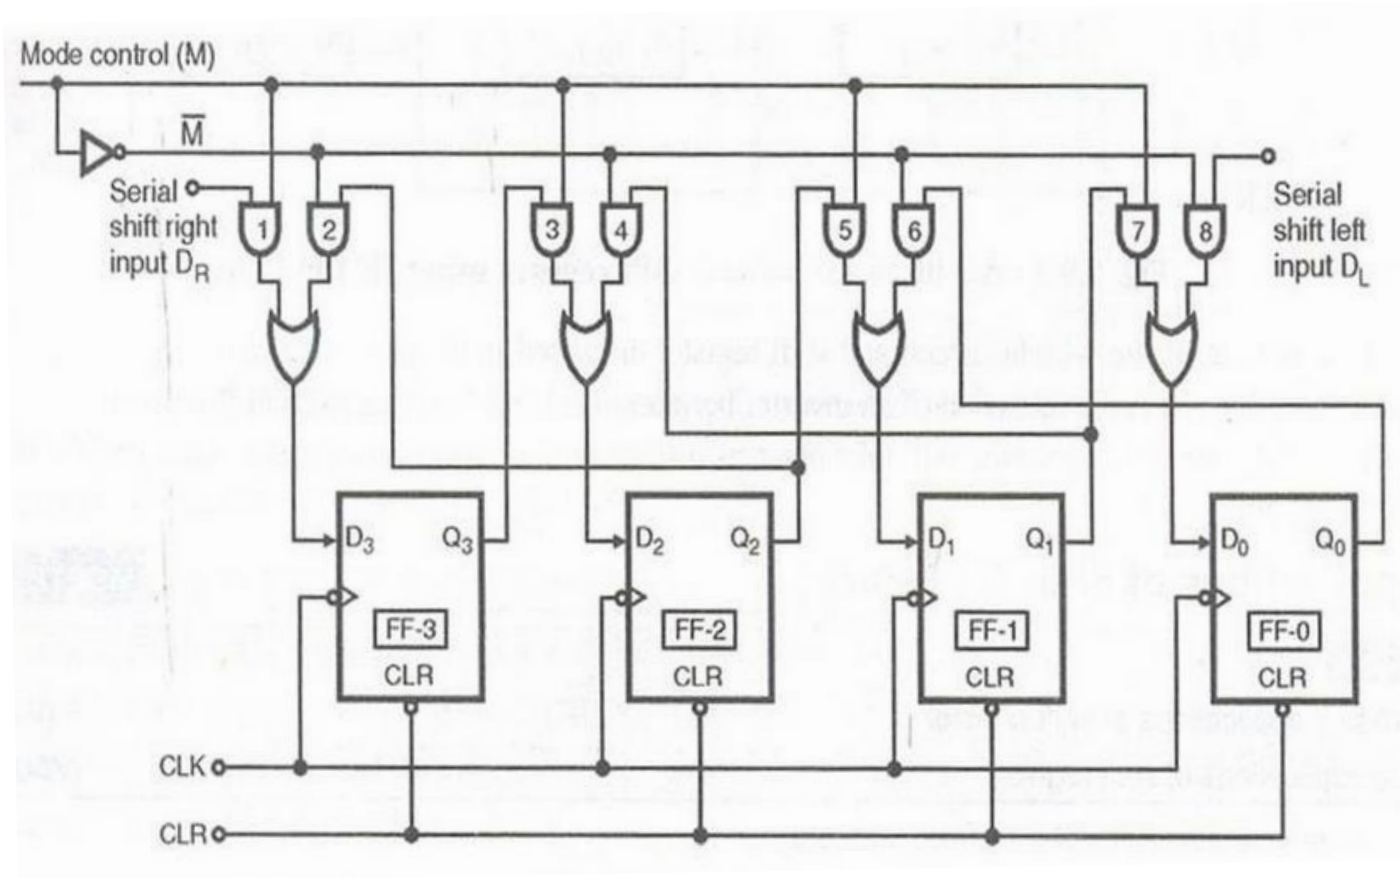 Mode control (M)
M̅
Serial
shift right
input D_R
1
2
3
4
5
6
7
8
Serial
shift left
input D_L
D₃
Q₃
D₂
Q₂
D₁
Q₁
D₀
Q₀
FF-3
FF-2
FF-1
FF-0
CLR
CLR
CLR
CLR
CLK
CLR